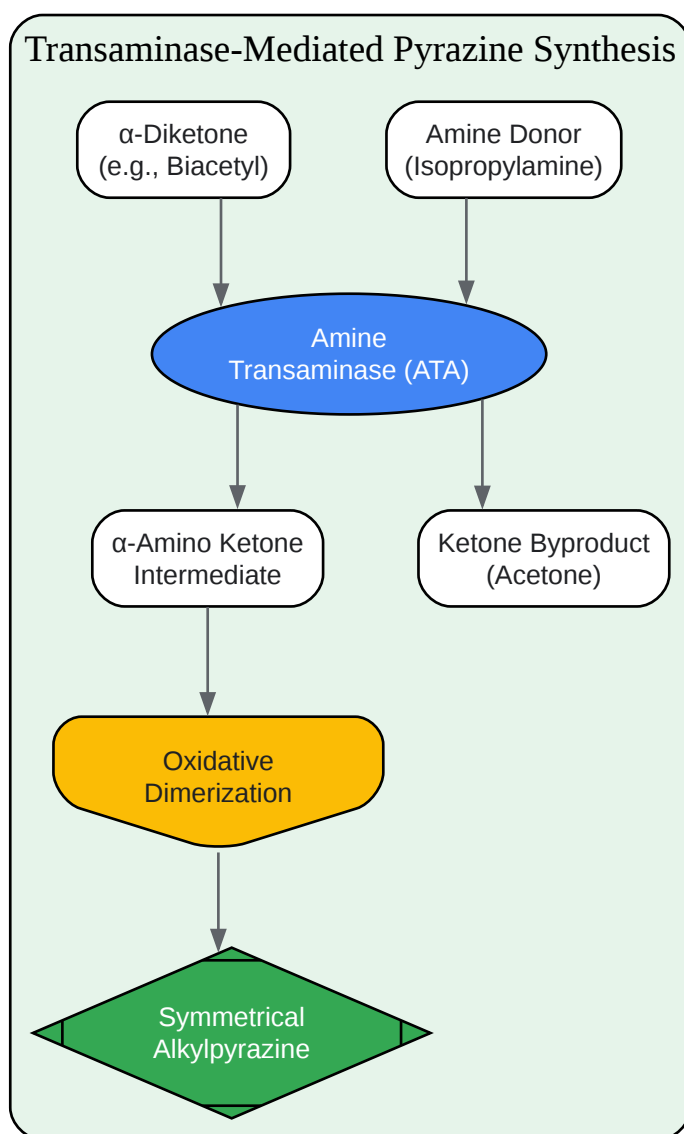 Transaminase-Mediated Pyrazine Synthesis
α-Diketone
(e.g., Biacetyl)
Amine Donor
(Isopropylamine)
Amine
Transaminase (ATA)
α-Amino Ketone
Intermediate
Ketone Byproduct
(Acetone)
Oxidative
Dimerization
Symmetrical
Alkylpyrazine